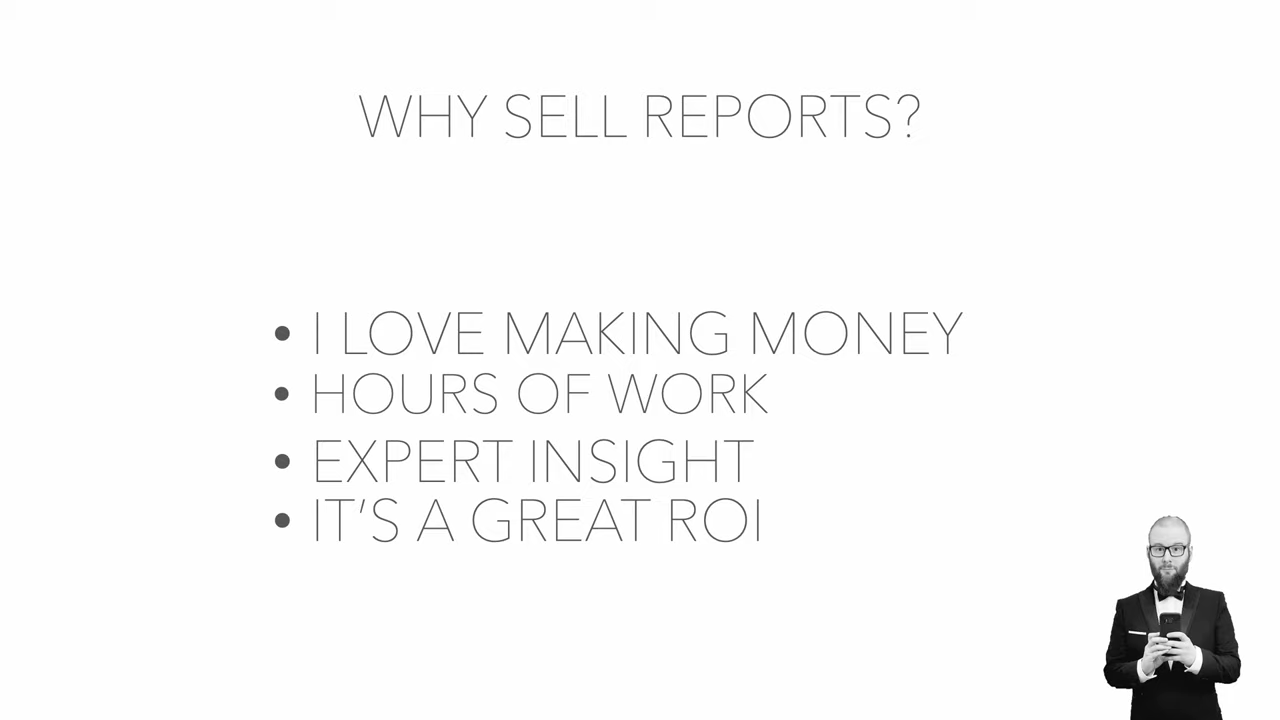 WHY SELL REPORTS?
• I LOVE MAKING MONEY
• HOURS OF WORK
• EXPERT INSIGHT
• IT'S A GREAT ROI